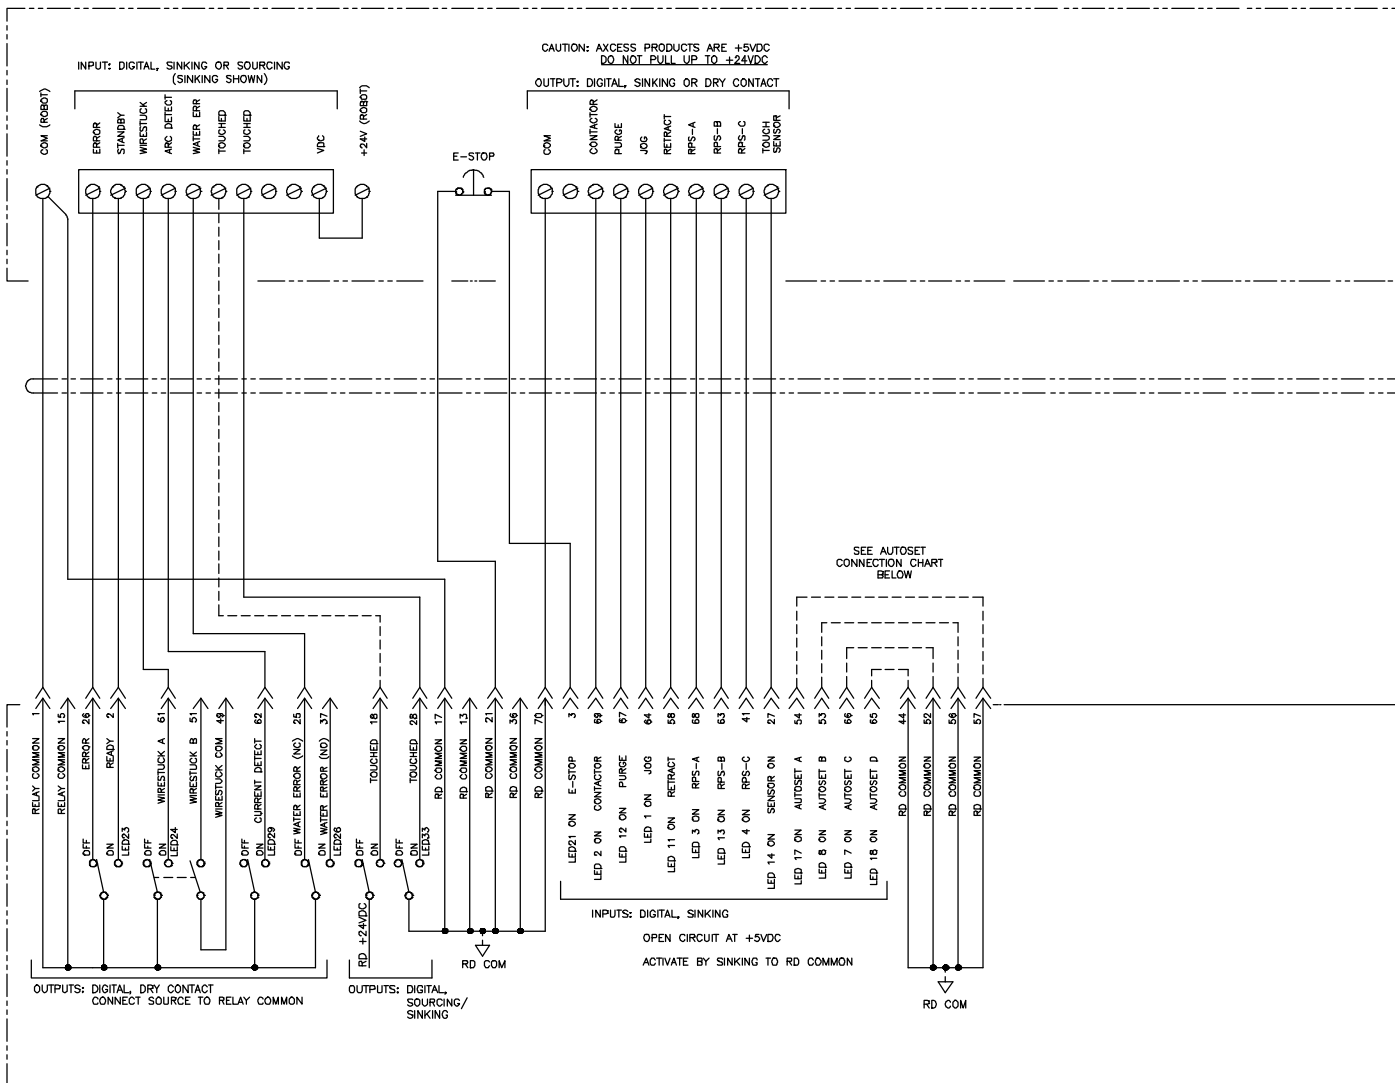 CAUTION: AXCESS PRODUCTS ARE +5VDC
DO NOT PULL UP TO +24VDC
INPUT: DIGITAL, SINKING OR SOURCING
(SINKING SHOWN)
OUTPUT: DIGITAL, SINKING OR DRY CONTACT
COM (ROBOT)
ERROR
STANDBY
WIRESTUCK
ARC DETECT
WATER ERR
TOUCHED
TOUCHED
VDC
+24V (ROBOT)
E-STOP
COM
CONTACTOR
PURGE
JOG
RETRACT
RPS-A
RPS-B
RPS-C
TOUCH
SENSOR
SEE AUTOSET
CONNECTION CHART
BELOW
1
RELAY COMMON
15
RELAY COMMON
26
ERROR
2
READY
61
WIRESTUCK A
51
WIRESTUCK B
49
WIRESTUCK COM
62
CURRENT DETECT
25
WATER ERROR (NC)
37
WATER ERROR (NO)
18
TOUCHED
28
TOUCHED
17
RD COMMON
13
RD COMMON
21
RD COMMON
36
RD COMMON
70
RD COMMON
3
LED21 ON E-STOP
69
LED 2 ON CONTACTOR
67
LED 12 ON PURGE
64
LED 1 ON JOG
58
LED 11 ON RETRACT
68
LED 3 ON RPS-A
63
LED 13 ON RPS-B
41
LED 4 ON RPS-C
27
LED 14 ON SENSOR ON
54
LED 17 ON AUTOSET A
53
LED 8 ON AUTOSET B
66
LED 7 ON AUTOSET C
65
LED 18 ON AUTOSET D
44
RD COMMON
52
RD COMMON
56
RD COMMON
57
RD COMMON
OFF
ON
LED23
OFF
ON
LED24
OFF
ON
LED29
OFF
ON
LED26
OFF
ON
OFF
ON
LED33
RD +24VDC
RD COM
INPUTS: DIGITAL, SINKING
OPEN CIRCUIT AT +5VDC
ACTIVATE BY SINKING TO RD COMMON
OUTPUTS: DIGITAL, DRY CONTACT
CONNECT SOURCE TO RELAY COMMON
OUTPUTS: DIGITAL,
SOURCING/
SINKING
RD COM